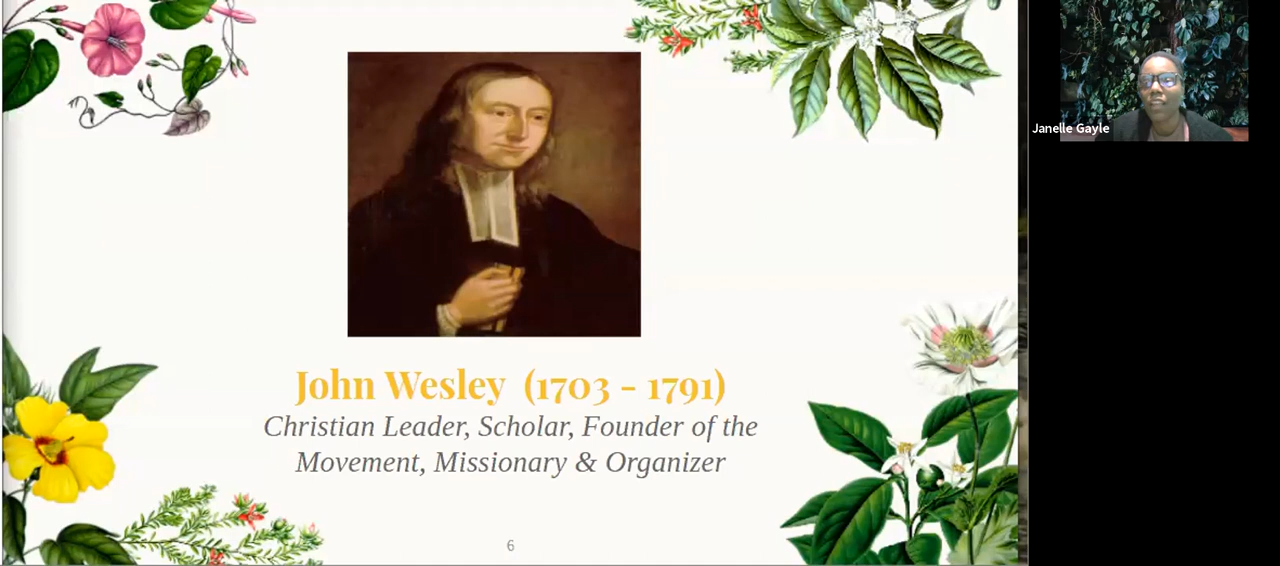 John Wesley (1703 - 1791)
Christian Leader, Scholar, Founder of the
Movement, Missionary & Organizer
6
Janelle Gayle